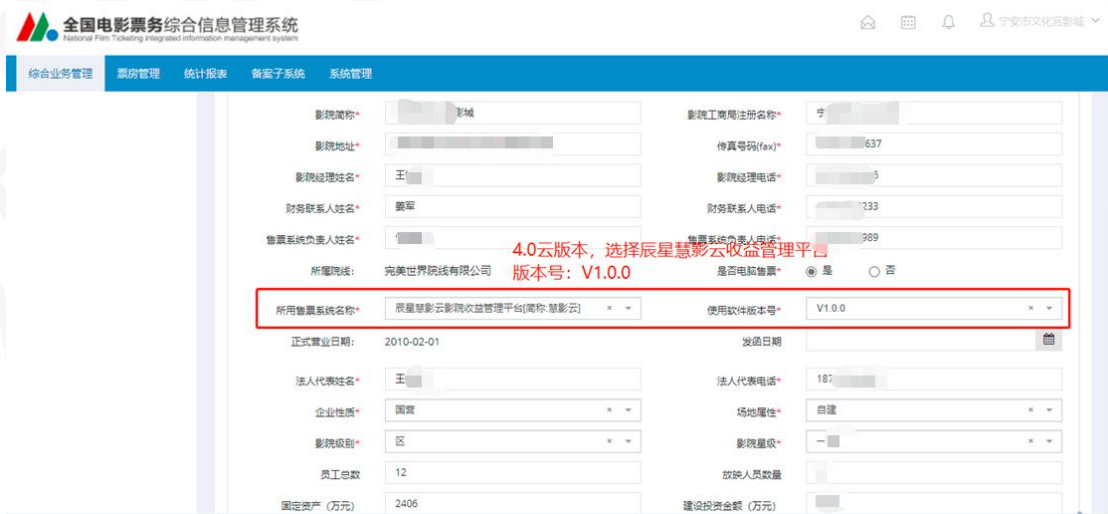 全国电影票务综合信息管理系统
National Film Ticketing integrated information management system
宁安市文化宫影城
综合业务管理 票房管理 统计报表 备案子系统 系统管理
影院简称* 影城 影院工商局注册名称*
影院地址* 传真号码(fax)* 637
影院经理姓名* 王 影院经理电话*
财务联系人姓名* 姜军 财务联系人电话* 233
售票系统负责人姓名* 售票系统负责人电话* 989
4.0云版本,选择辰星慧影云收益管理平台
版本号:V1.0.0
所属院线: 完美世界院线有限公司 是否电脑售票* 是 否
所用售票系统名称* 辰星慧影云影院收益管理平台[简称:慧影云] × 使用软件版本号* V1.0.0 ×
正式营业日期: 2010-02-01 发函日期
法人代表姓名* 王 法人代表电话* 187
企业性质* 国营 × 场地属性* 自建 ×
影院级别* 区 × 影院星级* 一 ×
员工总数 12 放映人员数量
固定资产(万元) 2406 建设投资金额(万元)